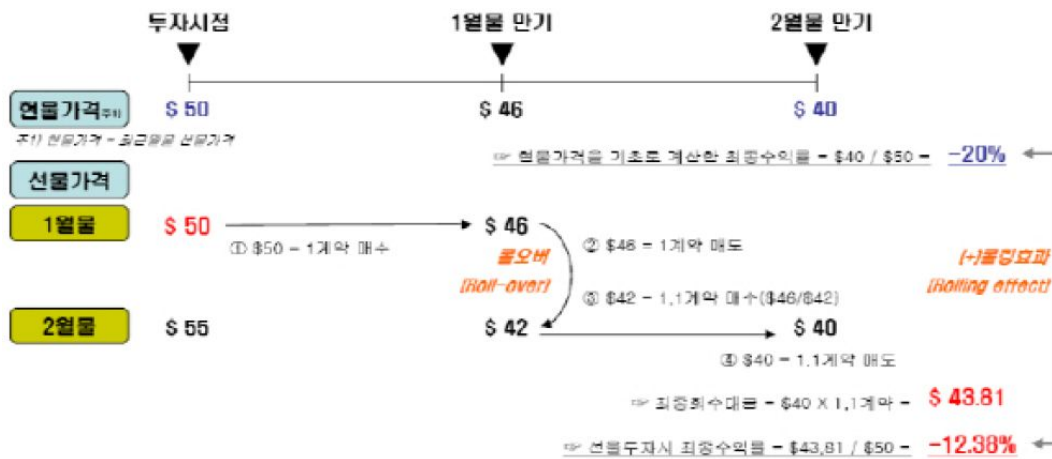 투자시점 1월물 만기 2월물 만기
현물가격주1) $ 50 $ 46 $ 40
주1) 현물가격 = 최근월물 선물가격
☞ 현물가격을 기초로 계산한 최종수익률 = $40 / $50 = -20%
선물가격
1월물 $ 50 $ 46
① $50 = 1계약 매수
② $46 = 1계약 매도
롤오버
[Roll-over]
(+)롤링효과
[Rolling effect]
③ $42 = 1.1계약 매수($46/$42)
2월물 $ 55 $ 42 $ 40
④ $40 = 1.1계약 매도
☞ 최종회수대금 = $40 X 1.1계약 = $ 43.81
☞ 선물투자시 최종수익률 = $43.81 / $50 = -12.38%